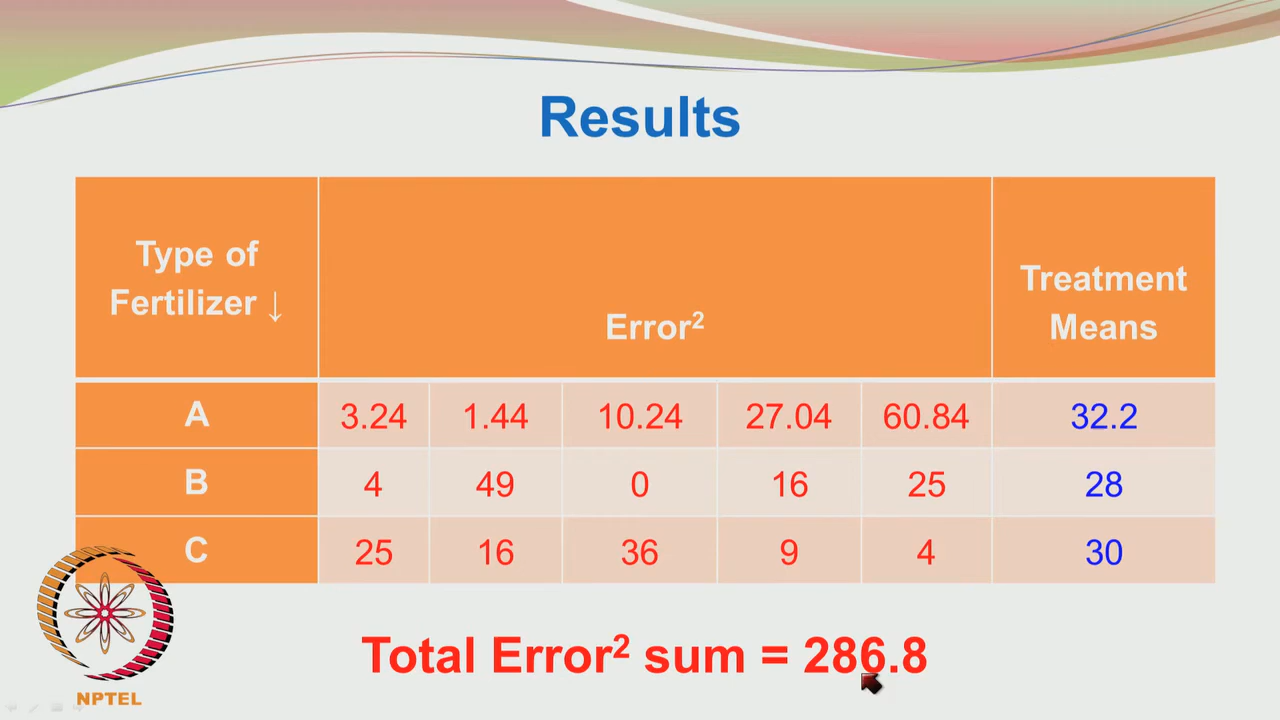 Results
Type of
Fertilizer ↓
Error²
Treatment
Means
A 3.24 1.44 10.24 27.04 60.84 32.2
B 4 49 0 16 25 28
C 25 16 36 9 4 30
Total Error² sum = 286.8
NPTEL